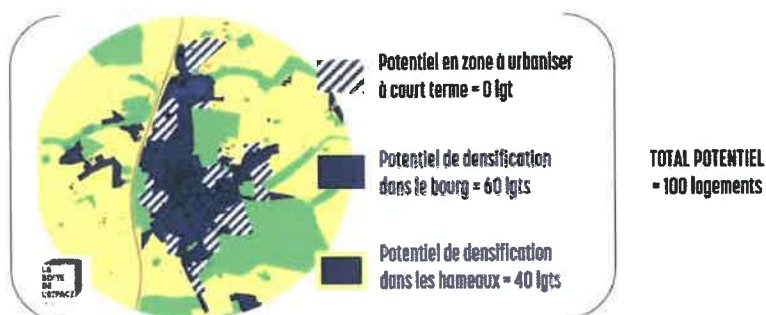 Potentiel en zone à urbaniser
à court terme = 0 lgt
Potentiel de densification
dans le bourg = 60 lgts
TOTAL POTENTIEL
= 100 logements
Potentiel de densification
dans les hameaux = 40 lgts
LA
BOITE
DE
L'ESPACE